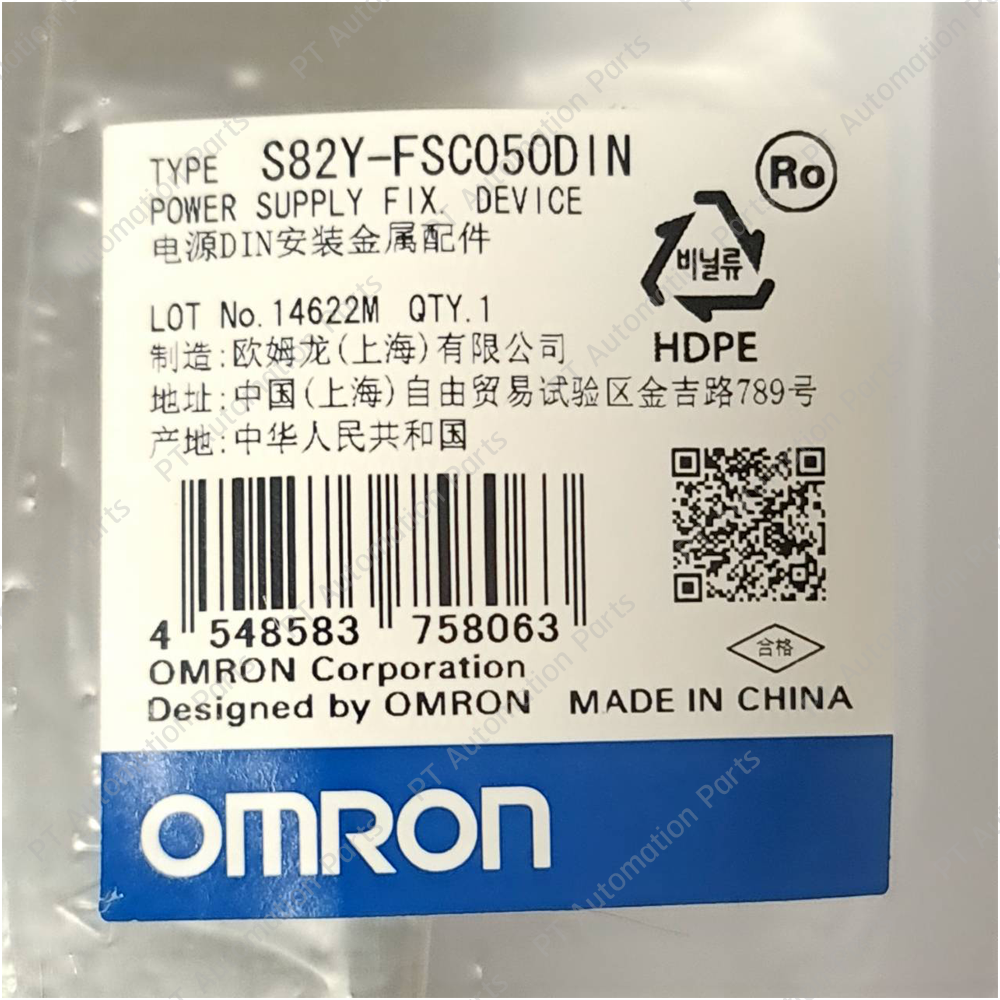 TYPE S82Y-FSC050DIN
Ro
POWER SUPPLY FIX. DEVICE
电源DIN安装金属配件
비닐류
HDPE
LOT No.14622M QTY.1
制造:欧姆龙(上海)有限公司
地址:中国(上海)自由贸易试验区金吉路789号
产地:中华人民共和国
4 548583 758063
合格
OMRON Corporation
Designed by OMRON MADE IN CHINA
OMRON
PT Automation Parts